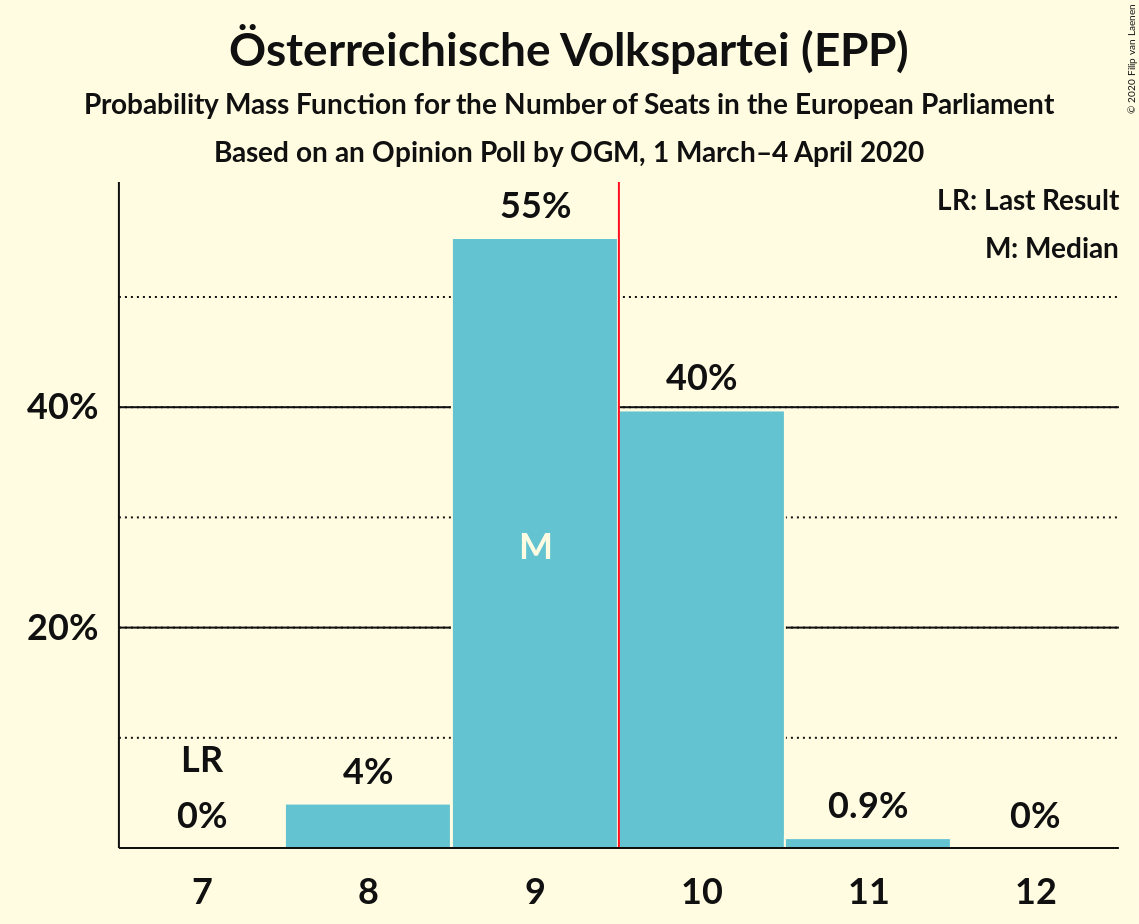 Österreichische Volkspartei (EPP)
Probability Mass Function for the Number of Seats in the European Parliament
Based on an Opinion Poll by OGM, 1 March–4 April 2020
© 2020 Filip van Laenen
LR: Last Result
M: Median
55%
40%
40%
M
20%
LR
0%
4%
0.9%
0%
7 8 9 10 11 12